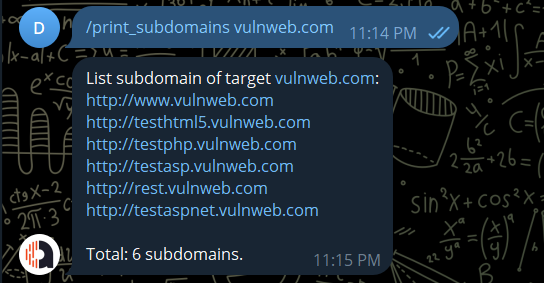 D
/print_subdomains vulnweb.com 11:14 PM
List subdomain of target vulnweb.com:
http://www.vulnweb.com
http://testhtml5.vulnweb.com
http://testphp.vulnweb.com
http://testasp.vulnweb.com
http://rest.vulnweb.com
http://testaspnet.vulnweb.com
Total: 6 subdomains.
11:15 PM